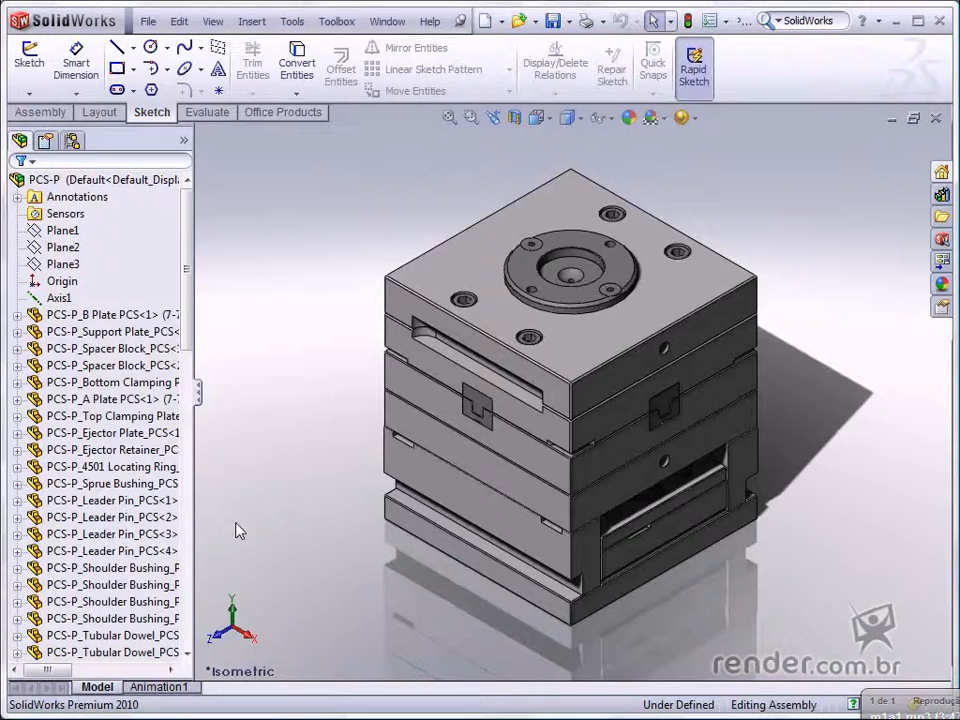 SolidWorks File Edit View Insert Tools Toolbox Window Help SolidWorks
Sketch
Smart Dimension
Trim Entities
Convert Entities
Offset Entities
Mirror Entities
Linear Sketch Pattern
Move Entities
Display/Delete Relations
Repair Sketch
Quick Snaps
Rapid Sketch
Assembly Layout Sketch Evaluate Office Products
PCS-P (Default<Default_Displ
Annotations
Sensors
Plane1
Plane2
Plane3
Origin
Axis1
PCS-P_B Plate PCS<1> (7-7
PCS-P_Support Plate_PCS<
PCS-P_Spacer Block_PCS<
PCS-P_Spacer Block_PCS<
PCS-P_Bottom Clamping P
PCS-P_A Plate PCS<1> (7-7
PCS-P_Top Clamping Plate
PCS-P_Ejector Plate_PCS<1
PCS-P_Ejector Retainer_PC
PCS-P_4501 Locating Ring_
PCS-P_Sprue Bushing_PCS<
PCS-P_Leader Pin_PCS<1>
PCS-P_Leader Pin_PCS<2>
PCS-P_Leader Pin_PCS<3>
PCS-P_Leader Pin_PCS<4>
PCS-P_Shoulder Bushing_P
PCS-P_Shoulder Bushing_P
PCS-P_Shoulder Bushing_P
PCS-P_Shoulder Bushing_P
PCS-P_Tubular Dowel_PCS
PCS-P_Tubular Dowel_PCS
Y
Z X
*Isometric
render.com.br
Model Animation1
SolidWorks Premium 2010 Under Defined Editing Assembly
1 de 1 Reprodução